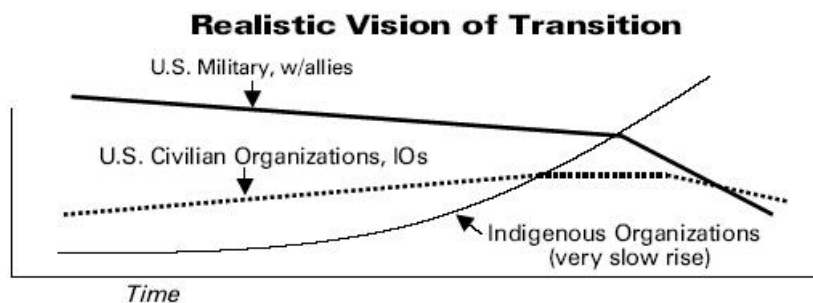 Realistic Vision of Transition
U.S. Military, w/allies
U.S. Civilian Organizations, IOs
Indigenous Organizations
(very slow rise)
Time